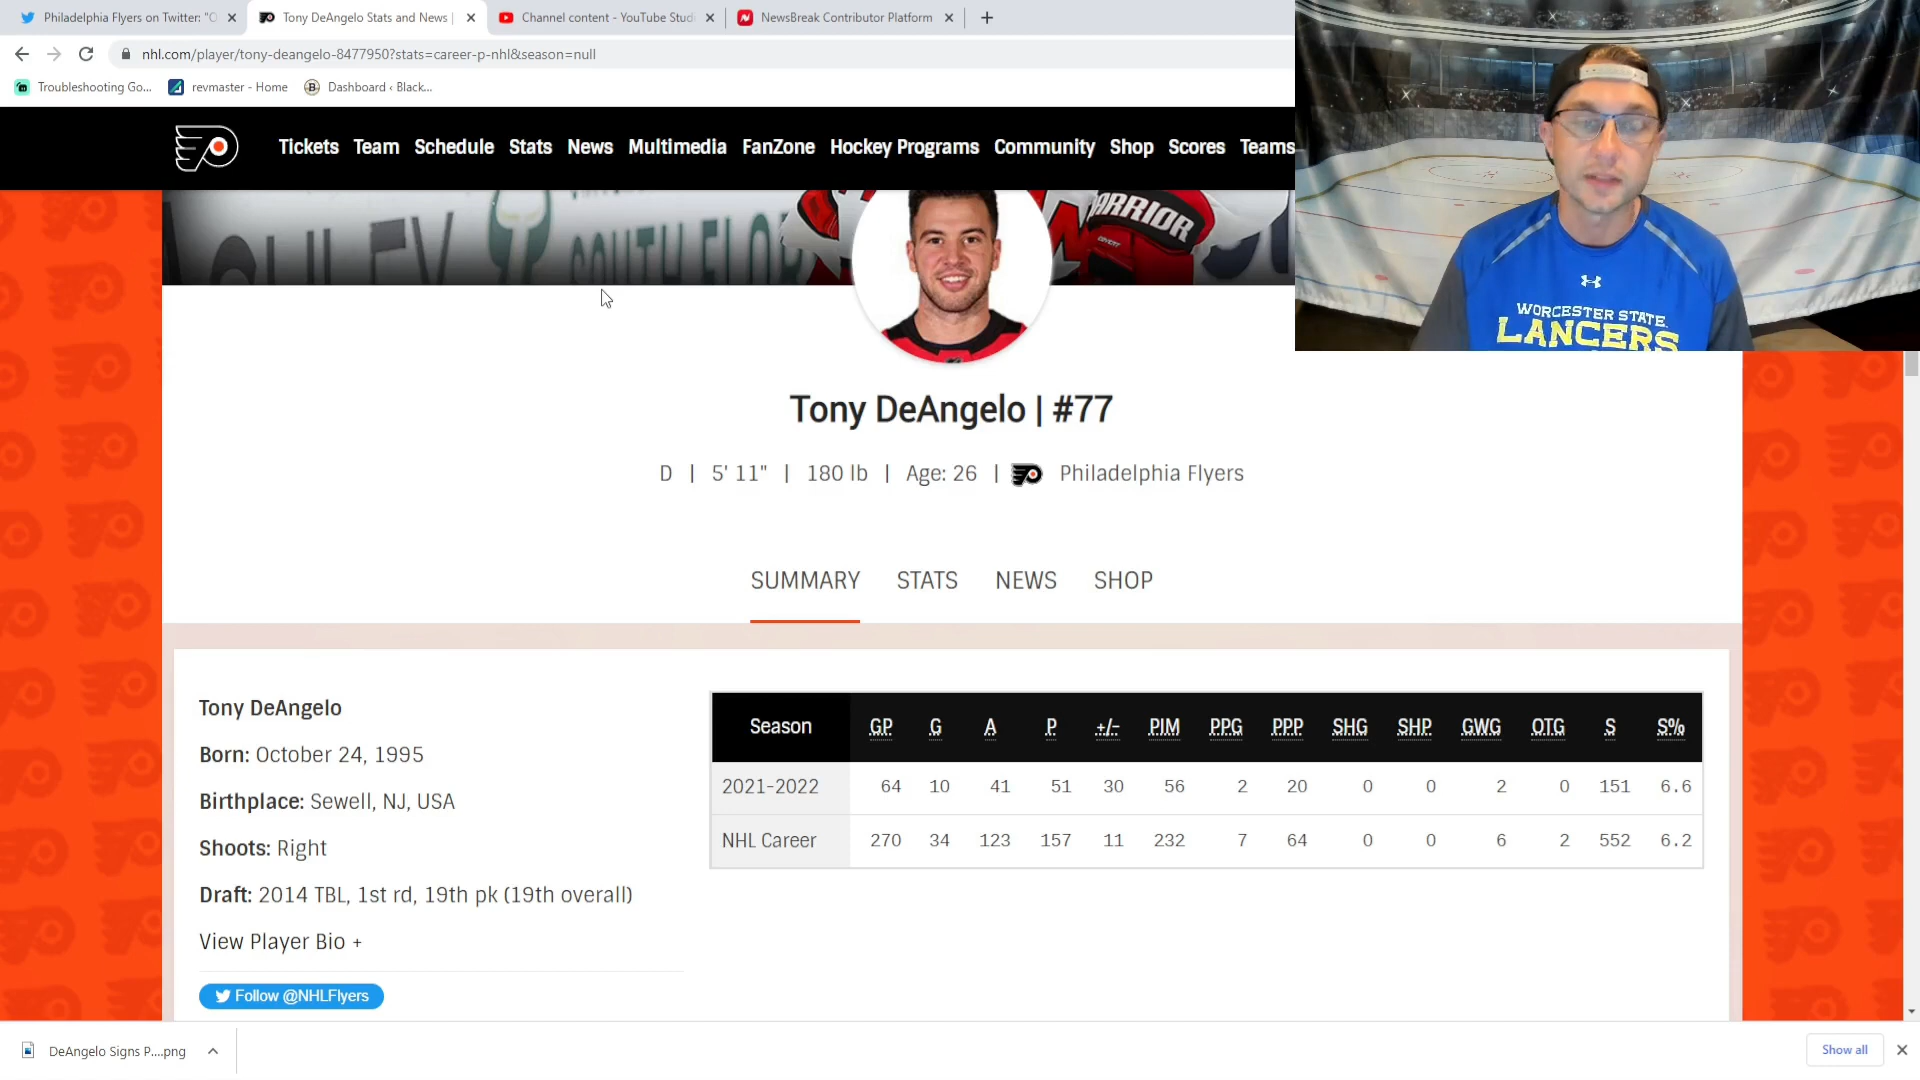 Philadelphia Flyers on Twitter: "O
Tony DeAngelo Stats and News |
Channel content - YouTube Studi
NewsBreak Contributor Platform
nhl.com/player/tony-deangelo-8477950?stats=career-p-nhl&season=null
Troubleshooting Go... revmaster - Home Dashboard ‹ Black...
Tickets Team Schedule Stats News Multimedia FanZone Hockey Programs Community Shop Scores Teams
SOUTH FLO
WARRIOR
COVERT
Tony DeAngelo | #77
D | 5' 11" | 180 lb | Age: 26 | Philadelphia Flyers
SUMMARY STATS NEWS SHOP
Tony DeAngelo
Born: October 24, 1995
Birthplace: Sewell, NJ, USA
Shoots: Right
Draft: 2014 TBL, 1st rd, 19th pk (19th overall)
View Player Bio +
Follow @NHLFlyers
Season GP G A P +/- PIM PPG PPP SHG SHP GWG OTG S S%
2021-2022 64 10 41 51 30 56 2 20 0 0 2 0 151 6.6
NHL Career 270 34 123 157 11 232 7 64 0 0 6 2 552 6.2
WORCESTER STATE
LANCERS
DeAngelo Signs P....png
Show all